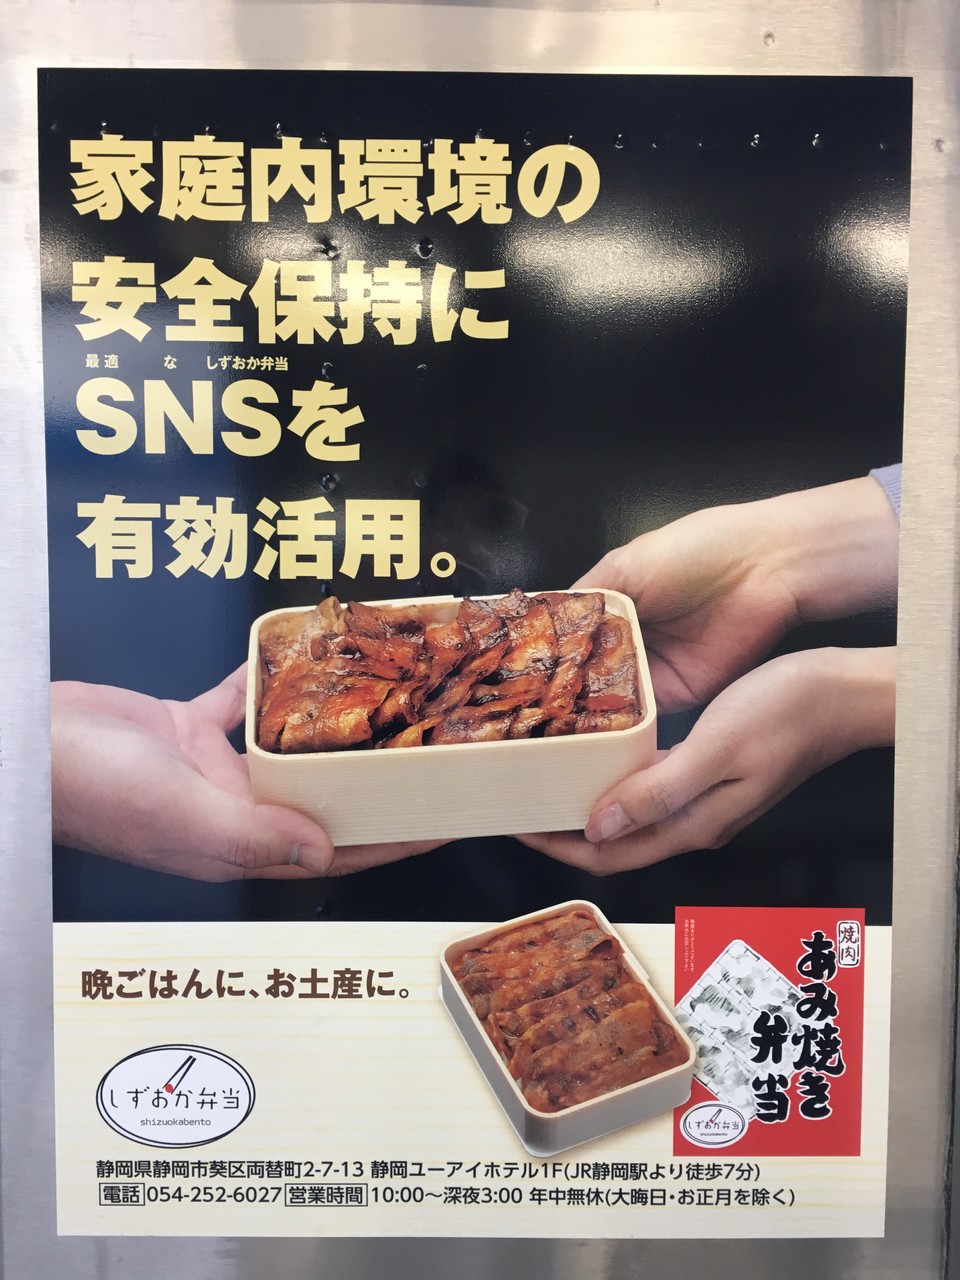 家庭内環境の
安全保持に
最適 な しずおか弁当
SNSを
有効活用。
晩ごはんに、お土産に。
焼肉
あみ焼き
弁当
しずおか弁当
しずおか弁当
shizuokabento
静岡県静岡市葵区両替町2-7-13 静岡ユーアイホテル1F(JR静岡駅より徒歩7分)
電話 054-252-6027 営業時間 10:00～深夜3:00 年中無休(大晦日・お正月を除く)